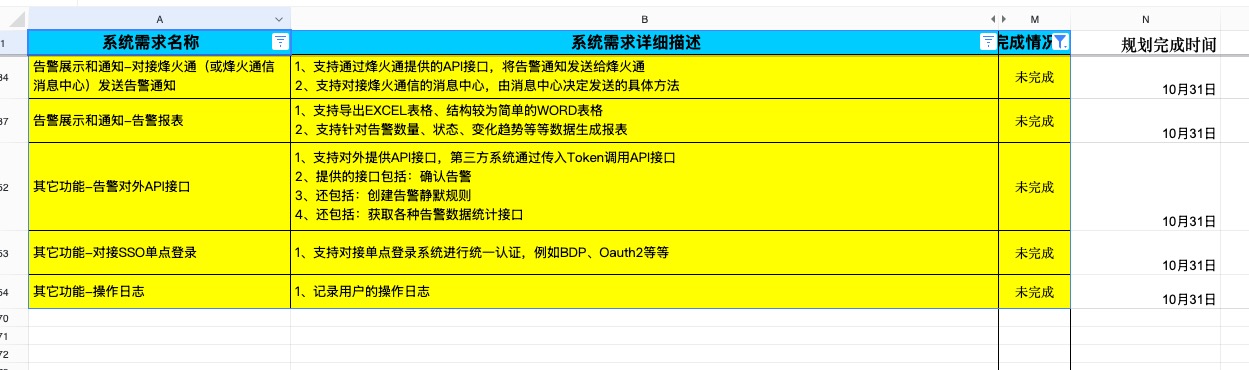 A
B
M
N
1
系统需求名称
系统需求详细描述
完成情况
规划完成时间
34
告警展示和通知-对接烽火通（或烽火通信
消息中心）发送告警通知
1、支持通过烽火通提供的API接口，将告警通知发送给烽火通
2、支持对接烽火通信的消息中心，由消息中心决定发送的具体方法
未完成
10月31日
37
告警展示和通知-告警报表
1、支持导出EXCEL表格、结构较为简单的WORD表格
2、支持针对告警数量、状态、变化趋势等等数据生成报表
未完成
10月31日
52
其它功能-告警对外API接口
1、支持对外提供API接口，第三方系统通过传入Token调用API接口
2、提供的接口包括：确认告警
3、还包括：创建告警静默规则
4、还包括：获取各种告警数据统计接口
未完成
10月31日
53
其它功能-对接SSO单点登录
1、支持对接单点登录系统进行统一认证，例如BDP、Oauth2等等
未完成
10月31日
54
其它功能-操作日志
1、记录用户的操作日志
未完成
10月31日
70
71
72